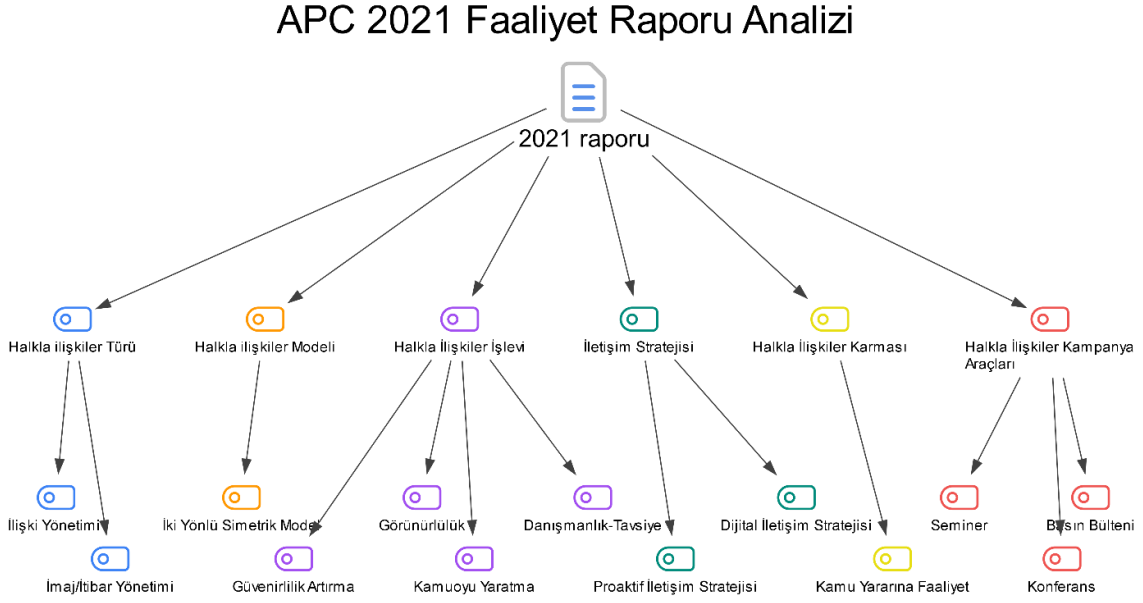 APC 2021 Faaliyet Raporu Analizi
2021 raporu
Halkla ilişkiler Türü
Halkla ilişkiler Modeli
Halkla İlişkiler İşlevi
İletişim Stratejisi
Halkla İlişkiler Karması
Halkla İlişkiler Kampanya
Araçları
İlişki Yönetimi
İki Yönlü Simetrik Model
Görünürlülük
Danışmanlık-Tavsiye
Dijital İletişim Stratejisi
Seminer
Basın Bülteni
İmaj/İtibar Yönetimi
Güvenirlilik Artırma
Kamuoyu Yaratma
Proaktif İletişim Stratejisi
Kamu Yararına Faaliyet
Konferans